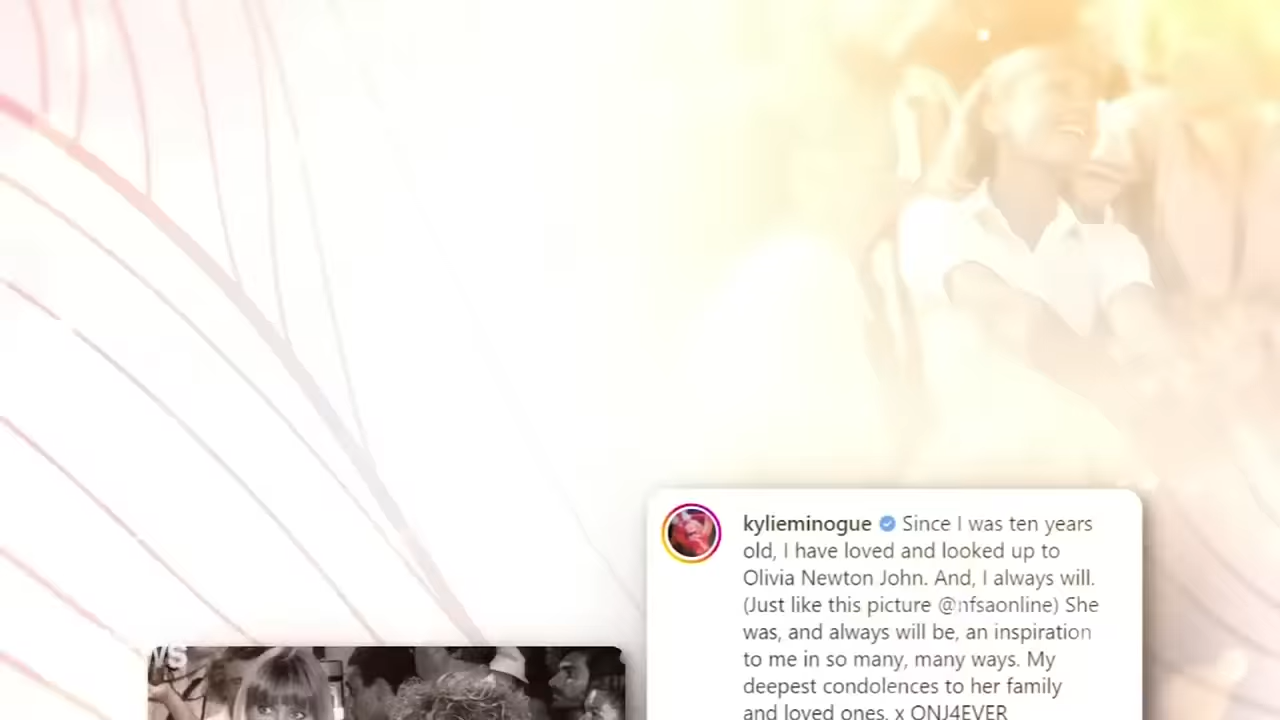 kylieminogue Since I was ten years
old, I have loved and looked up to
Olivia Newton John. And, I always will.
(Just like this picture @nfsaonline) She
was, and always will be, an inspiration
to me in so many, many ways. My
deepest condolences to her family
and loved ones. x ONJ4EVER